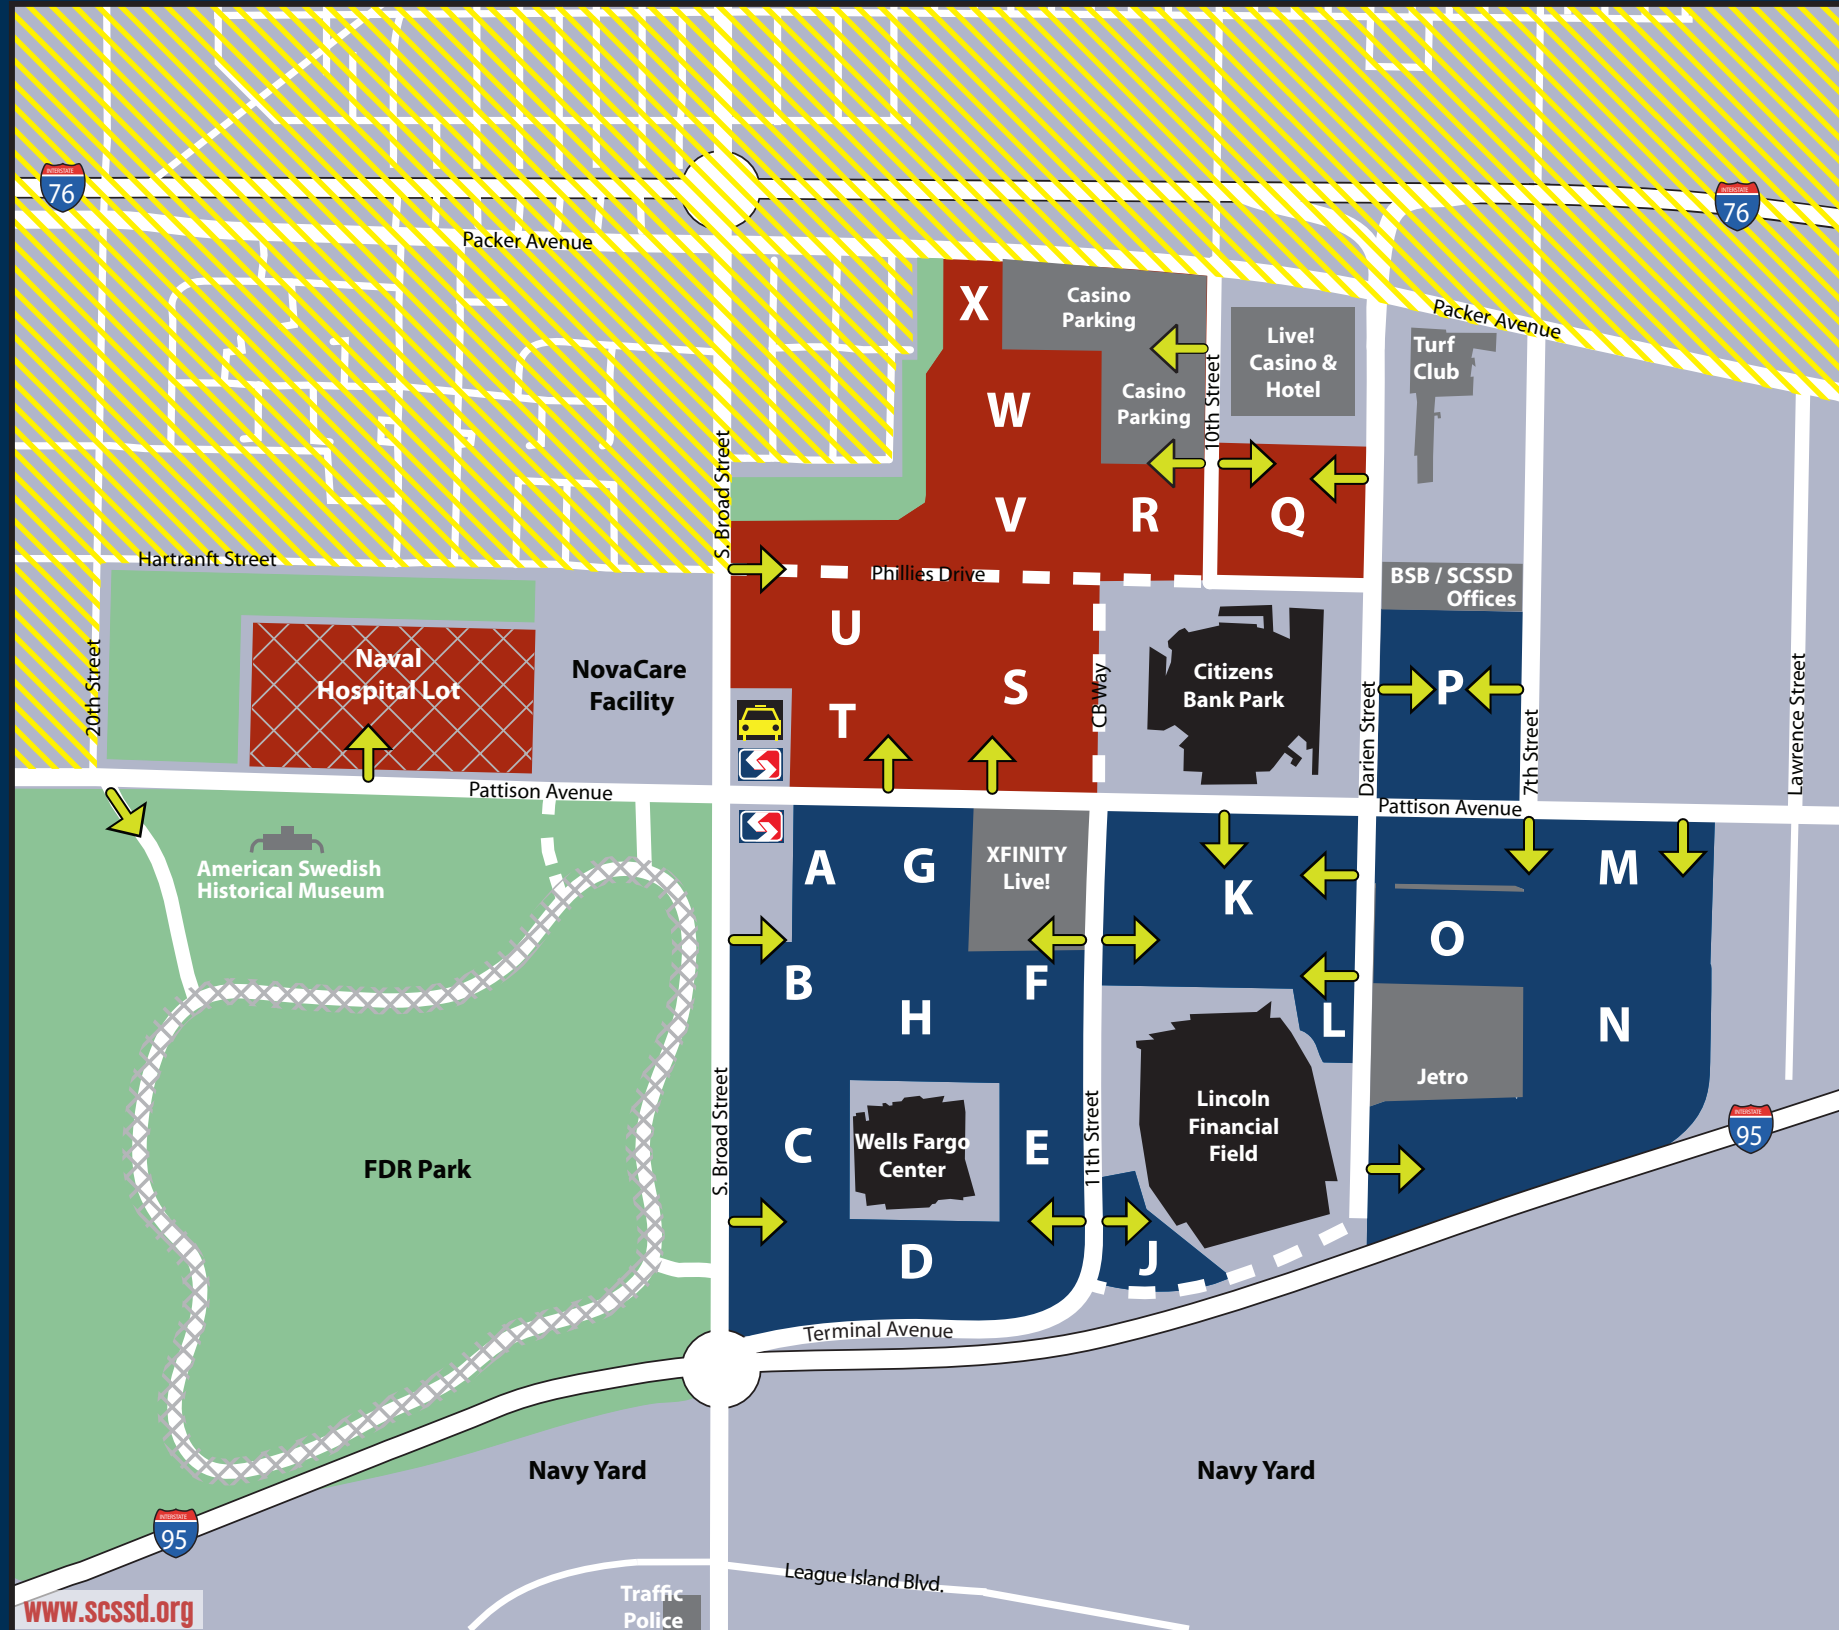 INTERSTATE
76
INTERSTATE
76
Packer Avenue
X
Casino
Parking
Packer Avenue
Live!
Casino &
Hotel
Turf
Club
W
Casino
Parking
10th Street
S. Broad Street
V
R
Q
Hartranft Street
Phillies Drive
BSB / SCSSD
Offices
U
Naval
Hospital Lot
NovaCare
Facility
20th Street
S
T
CB Way
Citizens
Bank Park
P
Darien Street
7th Street
Lawrence Street
Pattison Avenue
Pattison Avenue
American Swedish
Historical Museum
A
G
XFINITY
Live!
K
M
O
B
F
H
L
N
Jetro
S. Broad Street
11th Street
Lincoln
Financial
Field
INTERSTATE
95
C
Wells Fargo
Center
E
FDR Park
D
J
Terminal Avenue
Navy Yard
Navy Yard
INTERSTATE
95
League Island Blvd.
Traffic
Police
www.scssd.org